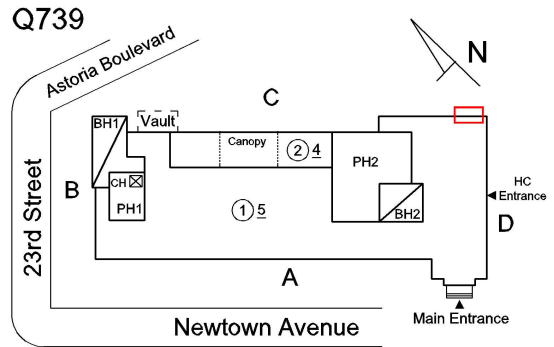 Q739
Astoria Boulevard
N
C
BH1
Vault
Canopy
② 4
PH2
CH
PH1
B
23rd Street
① 5
BH2
HC
Entrance
D
A
Main Entrance
Newtown Avenue